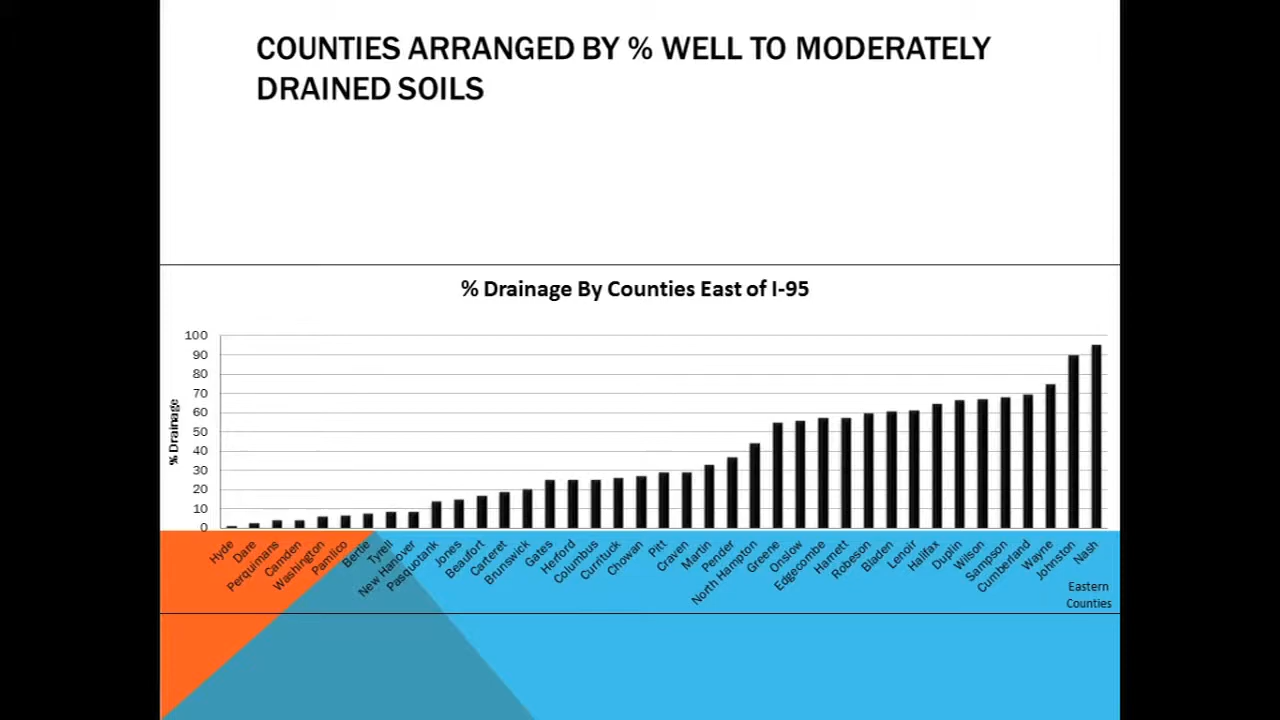 COUNTIES ARRANGED BY % WELL TO MODERATELY
DRAINED SOILS
% Drainage By Counties East of I-95
% Drainage
100
90
80
70
60
50
40
30
20
10
0
Hyde
Dare
Perquimans
Camden
Washington
Pamlico
Bertie
Tyrell
New Hanover
Pasquotank
Jones
Beaufort
Carteret
Brunswick
Gates
Herford
Columbus
Currituck
Chowan
Pitt
Craven
Martin
Pender
North Hampton
Greene
Onslow
Edgecombe
Harnett
Robeson
Bladen
Lenoir
Halifax
Duplin
Wilson
Sampson
Cumberland
Wayne
Johnston
Nash
Eastern
Counties